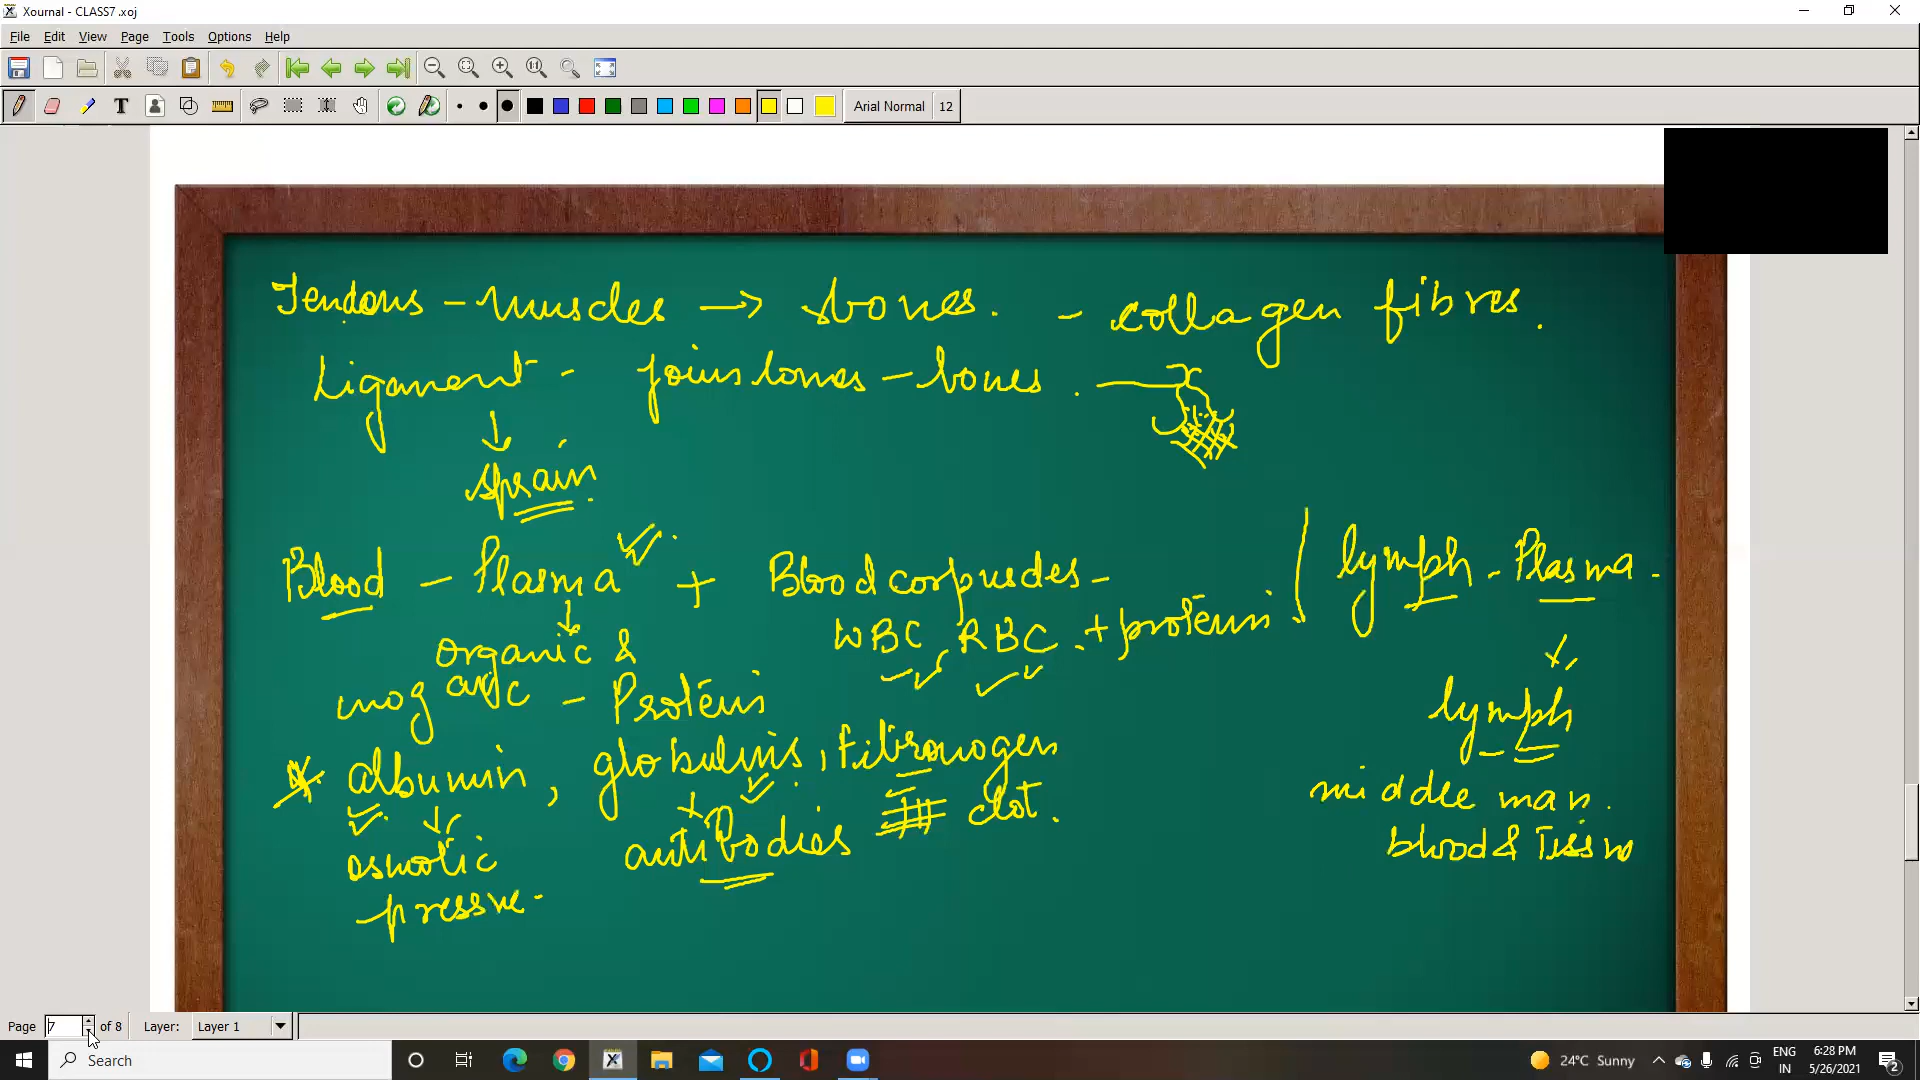 Xournal - CLASS7 .xoj
File Edit View Page Tools Options Help
Arial Normal 12
Tendons - muscles → bones. - collagen fibres.
Ligament - joins bones - bones.
sprain
Blood - Plasma + Blood corpuscles -
WBC RBC. + proteins
lymph - Plasma -
organic &
inorganic - Proteins
lymph
albumin, globulins, fibronogen
middle man.
antibodies clot.
blood & Tissue
osmotic
pressure -
Page 7 of 8 Layer: Layer 1
Search
24°C Sunny
ENG
IN
6:28 PM
5/26/2021
2